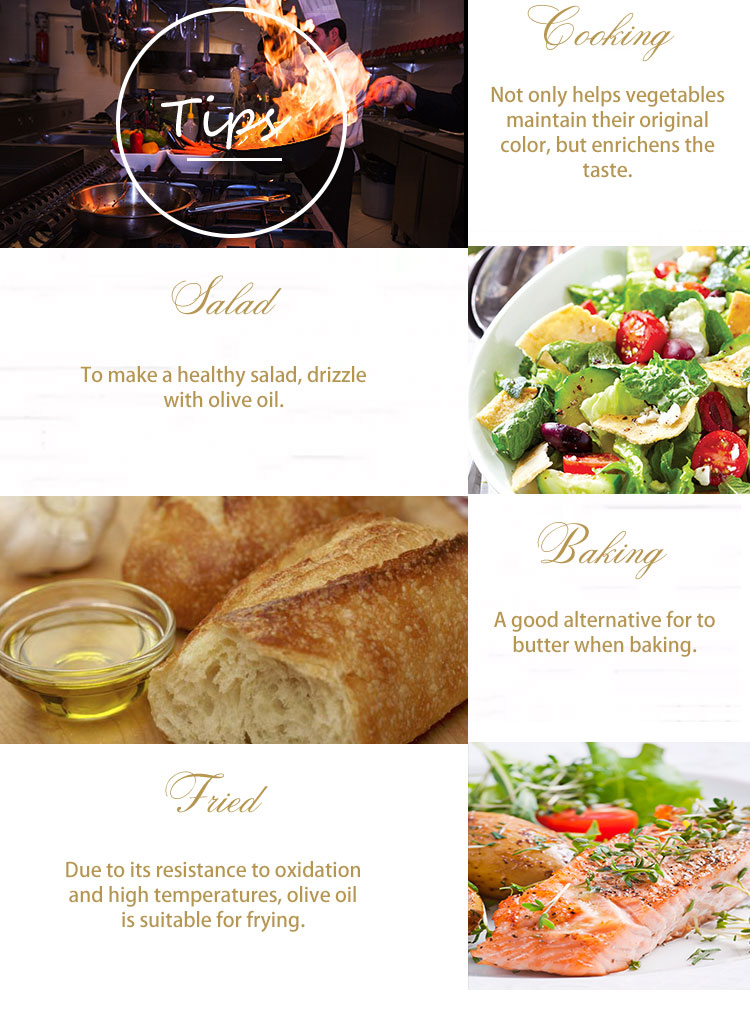 Tips
Cooking
Not only helps vegetables
maintain their original
color, but enrichens the
taste.
Salad
To make a healthy salad, drizzle
with olive oil.
Baking
A good alternative for to
butter when baking.
Fried
Due to its resistance to oxidation
and high temperatures, olive oil
is suitable for frying.